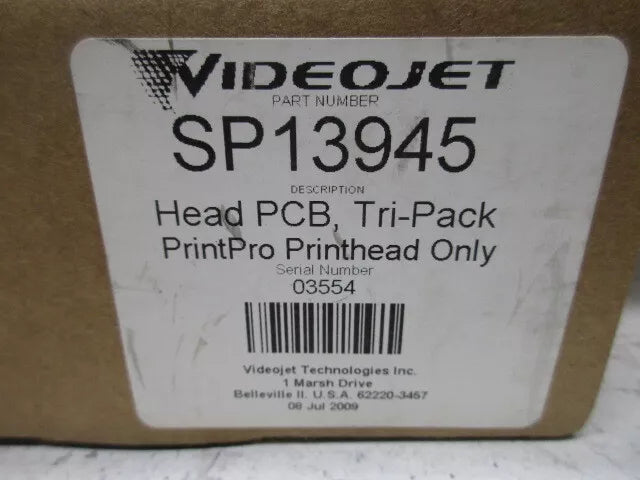 VIDEOJET
PART NUMBER
SP13945
DESCRIPTION
Head PCB, Tri-Pack
PrintPro Printhead Only
Serial Number
03554
Videojet Technologies Inc.
1 Marsh Drive
Belleville Il. U.S.A. 62220-3457
08 Jul 2009